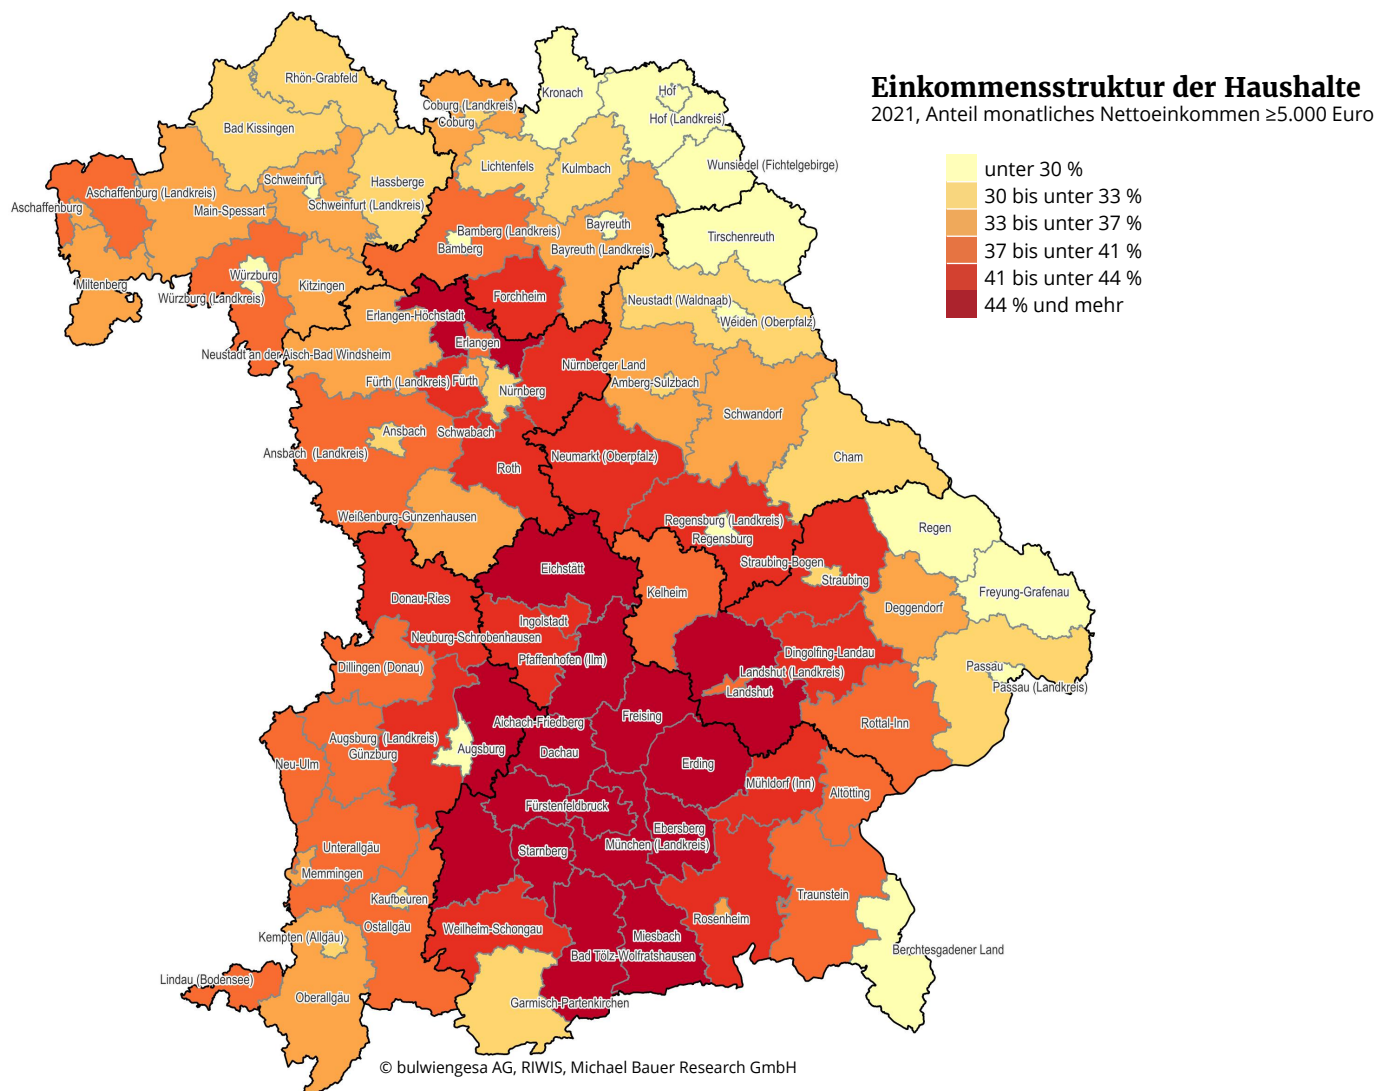 Einkommensstruktur der Haushalte
2021, Anteil monatliches Nettoeinkommen ≥5.000 Euro
unter 30 %
30 bis unter 33 %
33 bis unter 37 %
37 bis unter 41 %
41 bis unter 44 %
44 % und mehr
Rhön-Grabfeld
Kronach
Hof
Hof (Landkreis)
Coburg (Landkreis)
Coburg
Bad Kissingen
Lichtenfels
Kulmbach
Wunsiedel (Fichtelgebirge)
Schweinfurt
Hassberge
Aschaffenburg (Landkreis)
Aschaffenburg
Main-Spessart
Schweinfurt (Landkreis)
Bayreuth
Bamberg (Landkreis)
Bamberg
Bayreuth (Landkreis)
Tirschenreuth
Würzburg
Miltenberg
Kitzingen
Würzburg (Landkreis)
Forchheim
Neustadt (Waldnaab)
Erlangen-Höchstadt
Weiden (Oberpfalz)
Erlangen
Neustadt an der Aisch-Bad Windsheim
Nürnberger Land
Fürth (Landkreis)
Fürth
Amberg-Sulzbach
Nürnberg
Schwandorf
Ansbach
Schwabach
Ansbach (Landkreis)
Roth
Neumarkt (Oberpfalz)
Cham
Weißenburg-Gunzenhausen
Regensburg (Landkreis)
Regensburg
Regen
Straubing-Bogen
Straubing
Eichstätt
Kelheim
Freyung-Grafenau
Donau-Ries
Deggendorf
Ingolstadt
Neuburg-Schrobenhausen
Pfaffenhofen (Ilm)
Dingolfing-Landau
Dillingen (Donau)
Landshut (Landkreis)
Passau
Passau (Landkreis)
Landshut
Freising
Aichach-Friedberg
Rottal-Inn
Augsburg (Landkreis)
Augsburg
Günzburg
Dachau
Neu-Ulm
Erding
Mühldorf (Inn)
Altötting
Fürstenfeldbruck
Ebersberg
München (Landkreis)
Starnberg
Unterallgäu
Memmingen
Kaufbeuren
Traunstein
Rosenheim
Ostallgäu
Weilheim-Schongau
Kempten (Allgäu)
Miesbach
Bad Tölz-Wolfratshausen
Berchtesgadener Land
Lindau (Bodensee)
Oberallgäu
Garmisch-Partenkirchen
© bulwiengesa AG, RIWIS, Michael Bauer Research GmbH